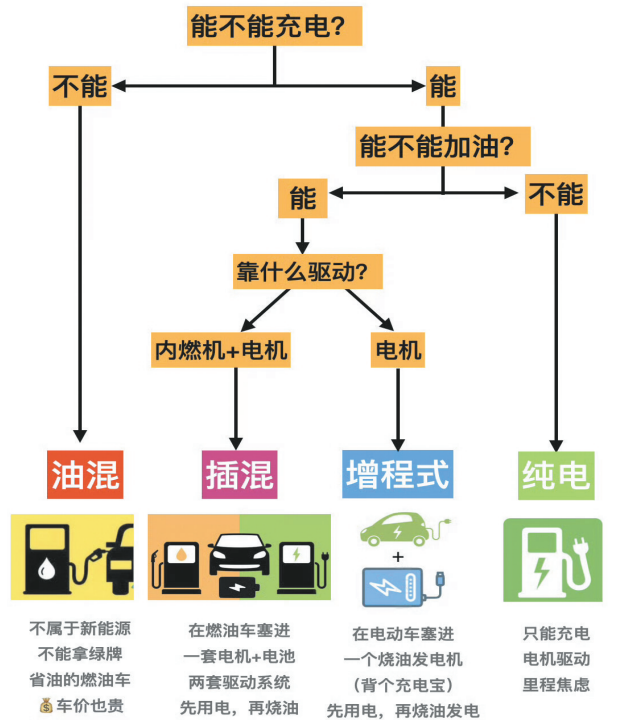 能不能充电？
不能
能
能不能加油？
能
不能
靠什么驱动？
内燃机+电机
电机
油混
插混
增程式
纯电
+
不属于新能源
不能拿绿牌
省油的燃油车
车价也贵
在燃油车塞进
一套电机+电池
两套驱动系统
先用电，再烧油
在电动车塞进
一个烧油发电机
（背个充电宝）
先用电，再烧油发电
只能充电
电机驱动
里程焦虑